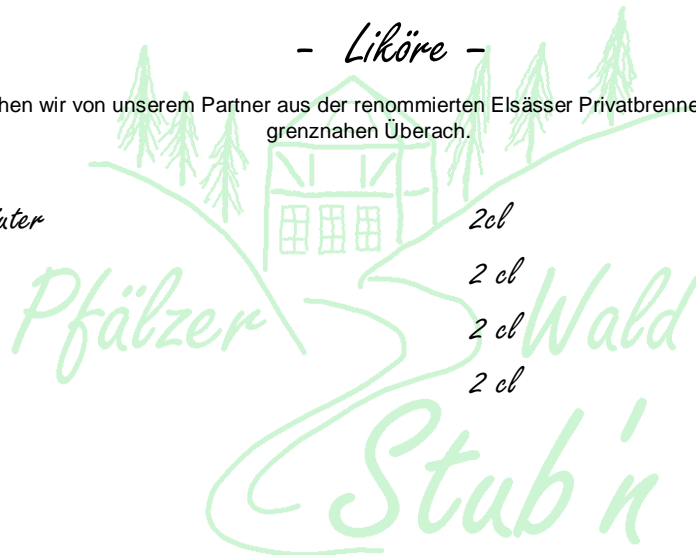 - Liköre -
hen wir von unserem Partner aus der renommierten Elsässer Privatbrenne
grenznahen Überach.
uter 2cl
2 cl
Pfälzer Wald
2 cl
2 cl
Stub'n